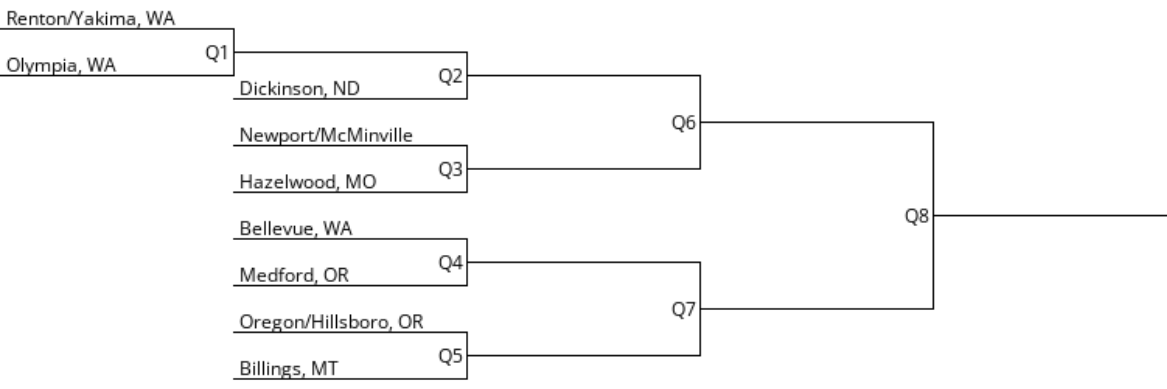 Renton/Yakima, WA
Q1
Olympia, WA
Q2
Dickinson, ND
Q6
Newport/McMinville
Q3
Hazelwood, MO
Q8
Bellevue, WA
Q4
Medford, OR
Q7
Oregon/Hillsboro, OR
Q5
Billings, MT